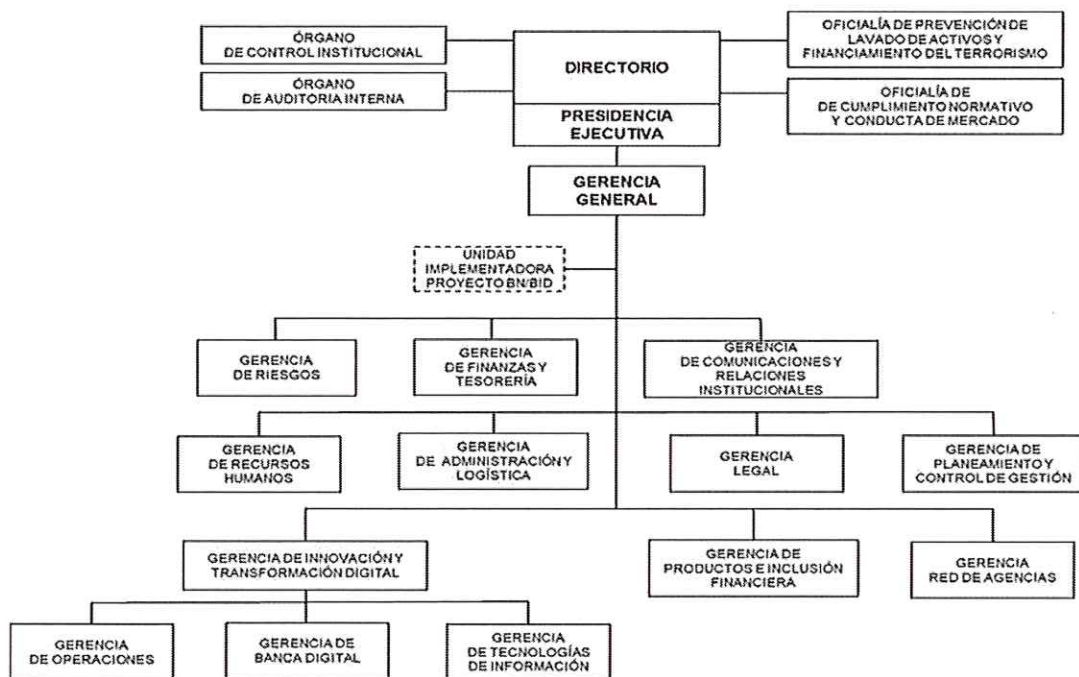 ÓRGANO
DE CONTROL INSTITUCIONAL
OFICIALÍA DE PREVENCIÓN DE
LAVADO DE ACTIVOS Y
FINANCIAMIENTO DEL TERRORISMO
DIRECTORIO
ÓRGANO
DE AUDITORIA INTERNA
OFICIALÍA DE
DE CUMPLIMIENTO NORMATIVO
Y CONDUCTA DE MERCADO
PRESIDENCIA
EJECUTIVA
GERENCIA
GENERAL
UNIDAD
IMPLEMENTADORA
PROYECTO BN/BID
GERENCIA
DE RIESGOS
GERENCIA
DE FINANZAS Y
TESORERÍA
GERENCIA
DE COMUNICACIONES Y
RELACIONES
INSTITUCIONALES
GERENCIA
DE RECURSOS
HUMANOS
GERENCIA
DE ADMINISTRACIÓN Y
LOGÍSTICA
GERENCIA
LEGAL
GERENCIA DE
PLANEAMIENTO Y
CONTROL DE GESTIÓN
GERENCIA DE INNOVACIÓN Y
TRANSFORMACIÓN DIGITAL
GERENCIA DE
PRODUCTOS E INCLUSIÓN
FINANCIERA
GERENCIA
RED DE AGENCIAS
GERENCIA
DE OPERACIONES
GERENCIA DE
BANCA DIGITAL
GERENCIA
DE TECNOLOGÍAS
DE INFORMACIÓN